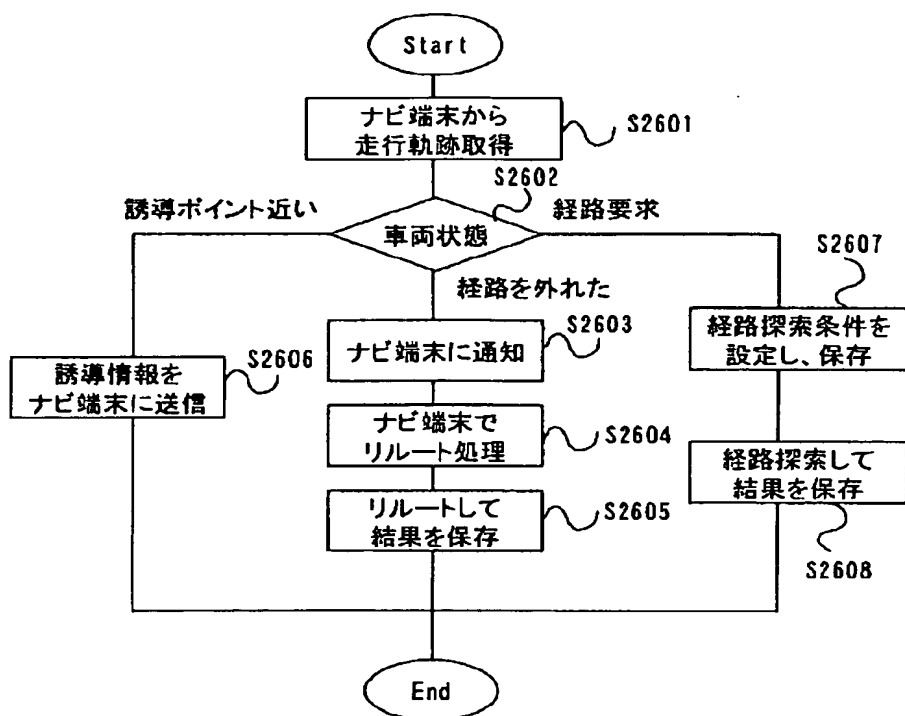 Start
ナビ端末から
走行軌跡取得
S2601
S2602
誘導ポイント近い
車両状態
経路要求
経路を外れた
S2607
経路探索条件を
設定し、保存
S2603
ナビ端末に通知
S2606
誘導情報を
ナビ端末に送信
ナビ端末で
リルート処理
S2604
経路探索して
結果を保存
S2608
リルートして
結果を保存
S2605
End